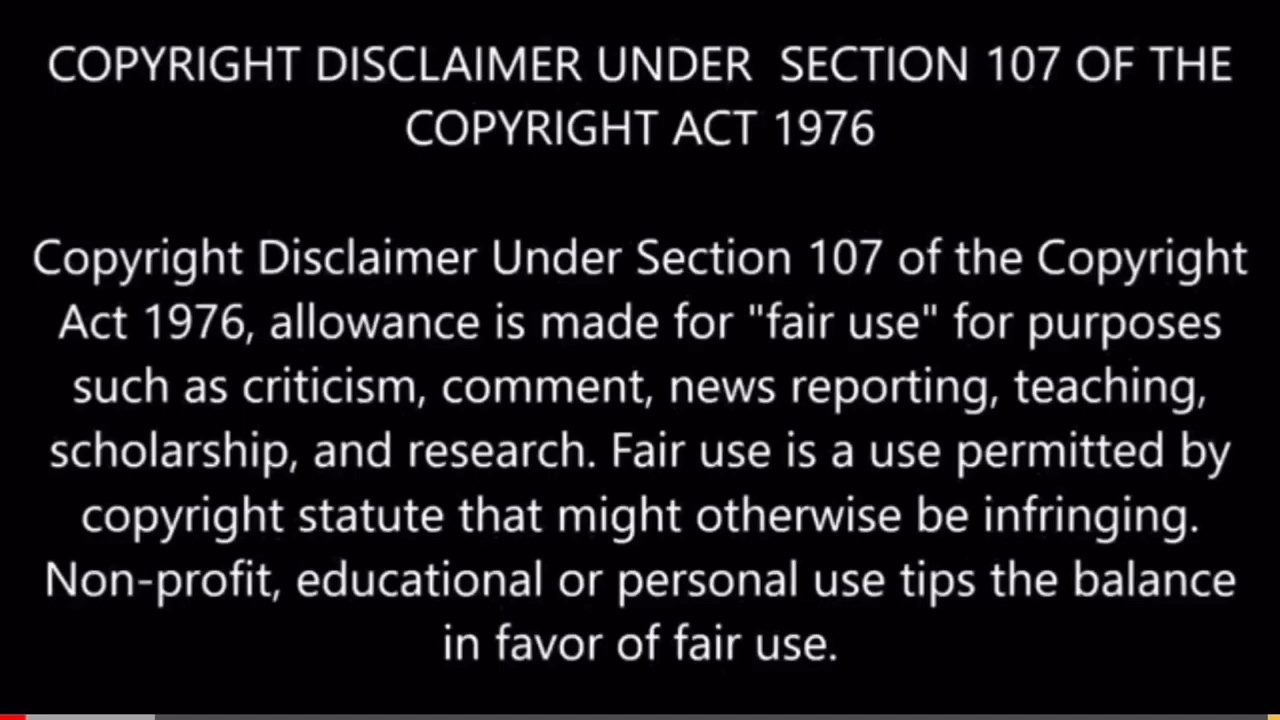 COPYRIGHT DISCLAIMER UNDER  SECTION 107 OF THE
COPYRIGHT ACT 1976
Copyright Disclaimer Under Section 107 of the Copyright
Act 1976, allowance is made for "fair use" for purposes
such as criticism, comment, news reporting, teaching,
scholarship, and research. Fair use is a use permitted by
copyright statute that might otherwise be infringing.
Non-profit, educational or personal use tips the balance
in favor of fair use.